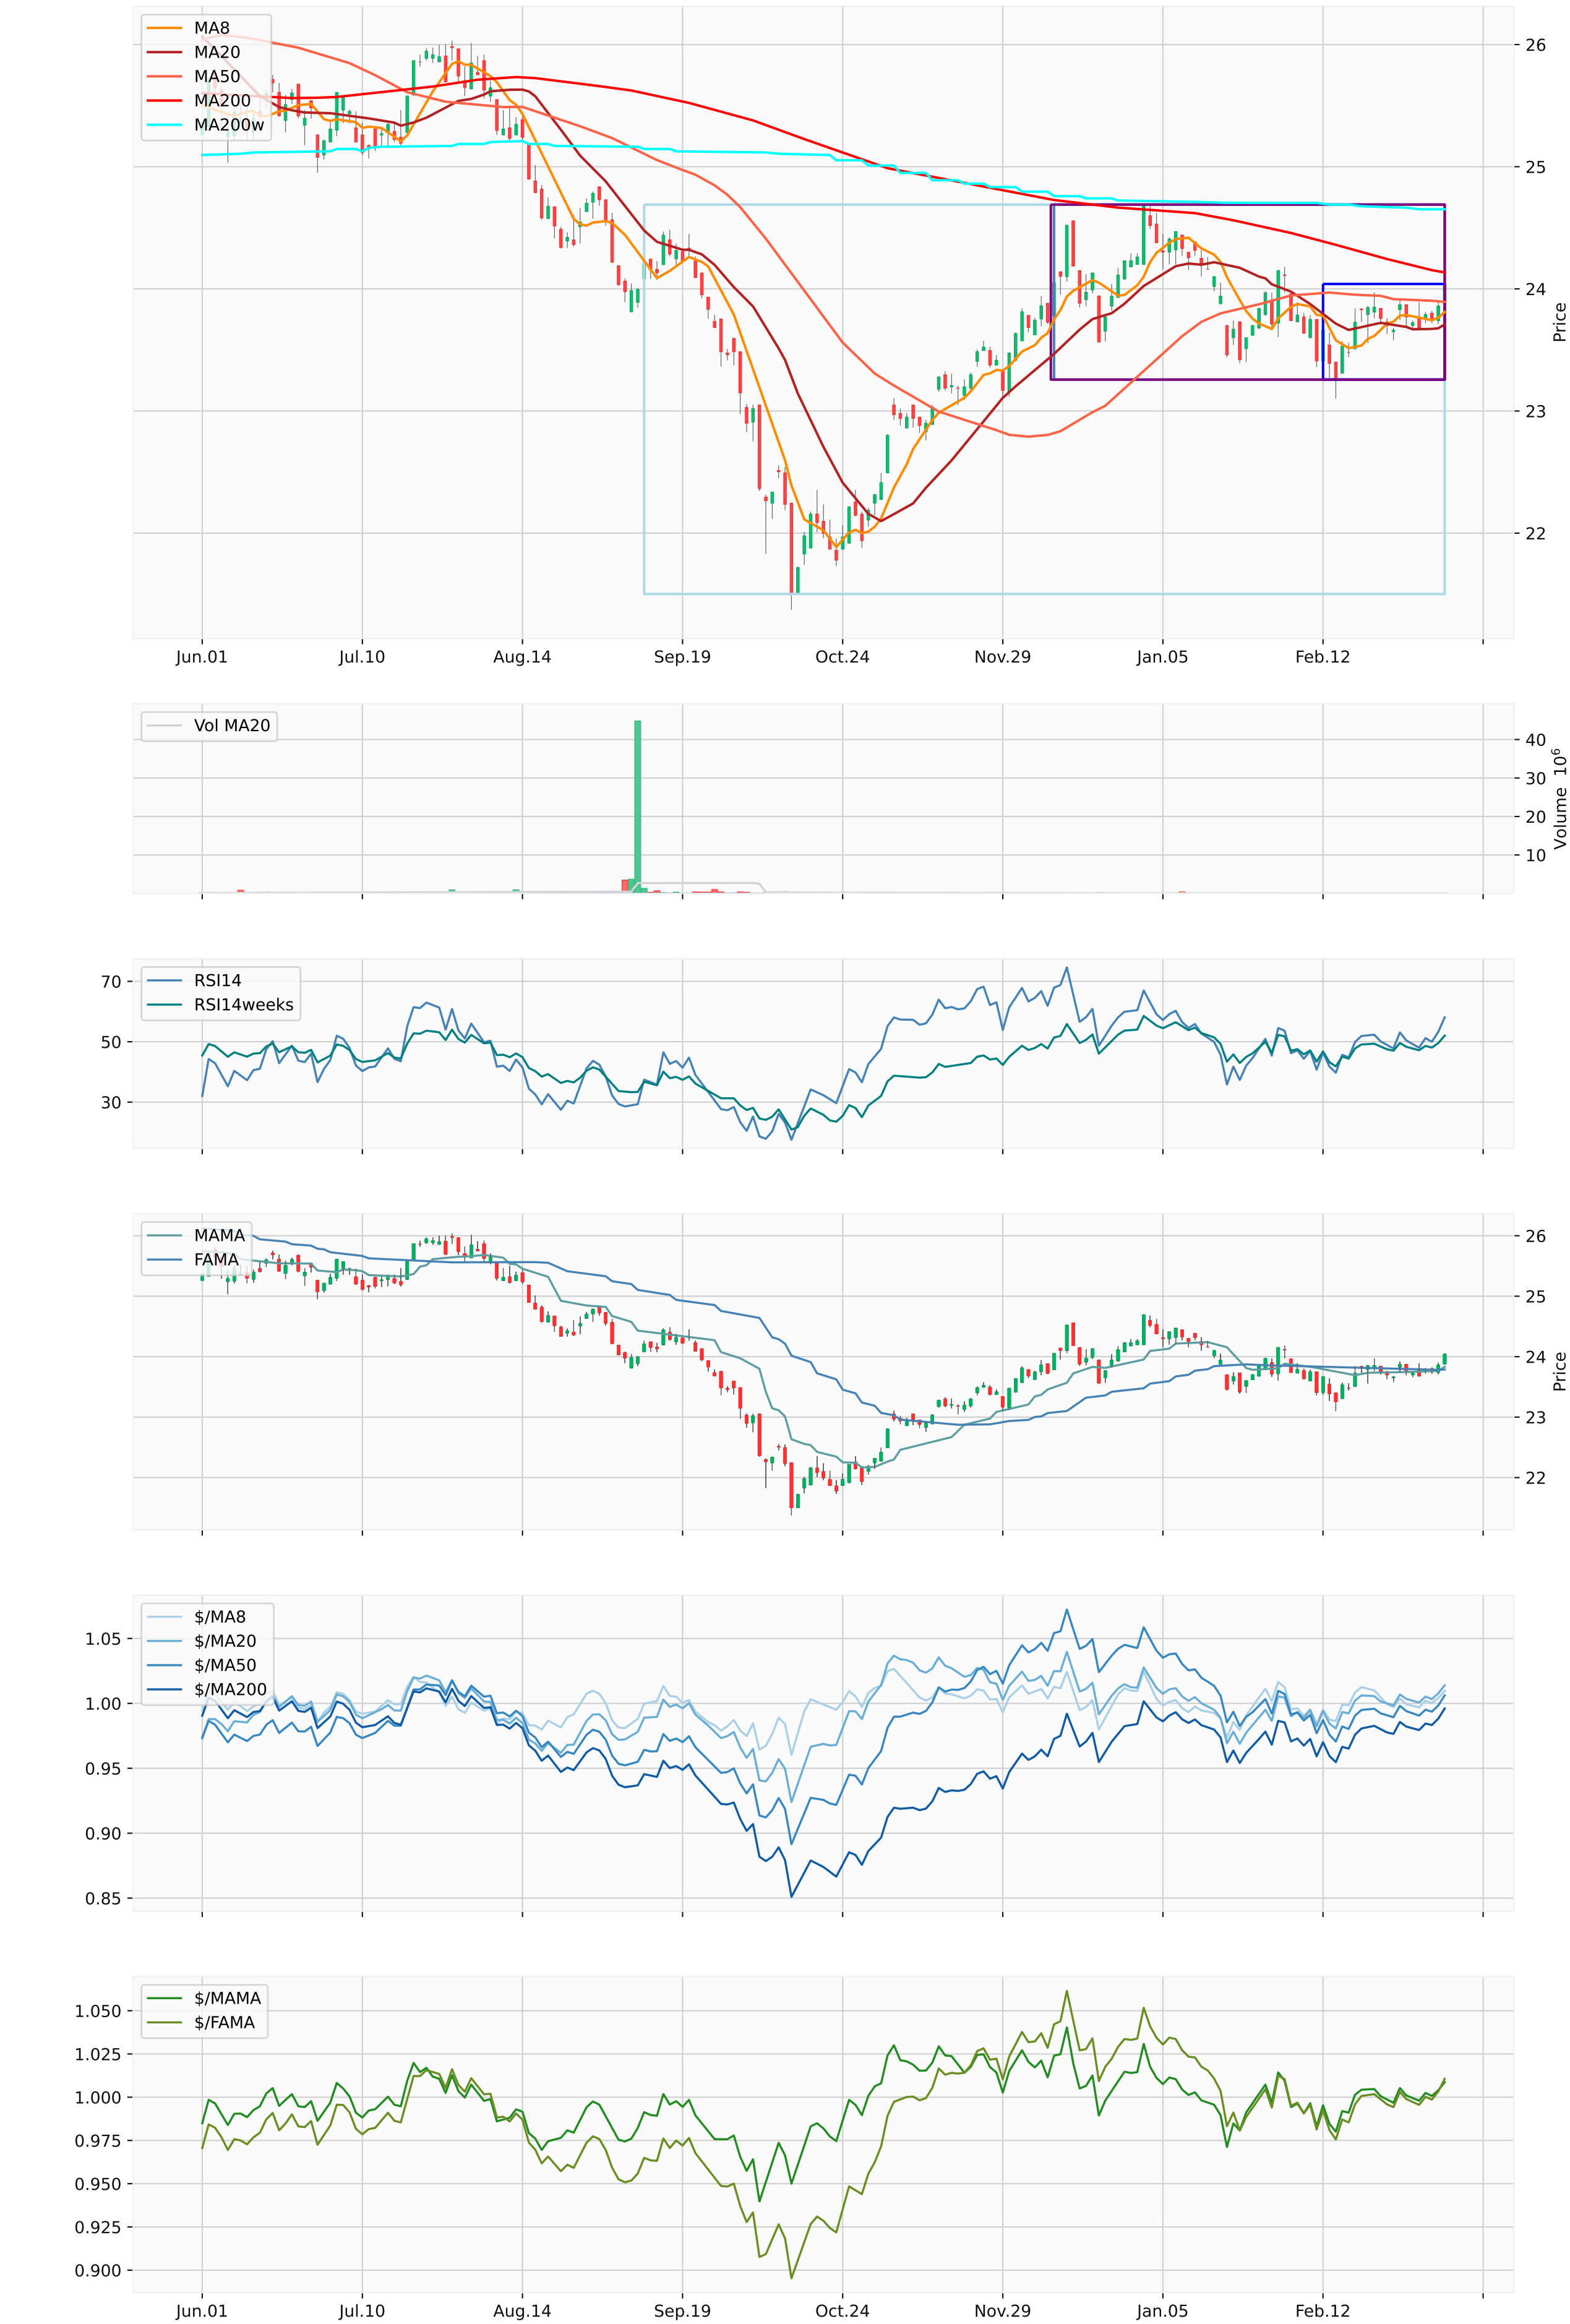 MA8
MA20
MA50
MA200
MA200w
26
25
24
23
22
Price
Jun.01 Jul.10 Aug.14 Sep.19 Oct.24 Nov.29 Jan.05 Feb.12
Vol MA20
40
30
20
10
Volume 10⁶
RSI14
RSI14weeks
70
50
30
MAMA
FAMA
26
25
24
23
22
Price
$/MA8
$/MA20
$/MA50
$/MA200
1.05
1.00
0.95
0.90
0.85
$/MAMA
$/FAMA
1.050
1.025
1.000
0.975
0.950
0.925
0.900
Jun.01 Jul.10 Aug.14 Sep.19 Oct.24 Nov.29 Jan.05 Feb.12